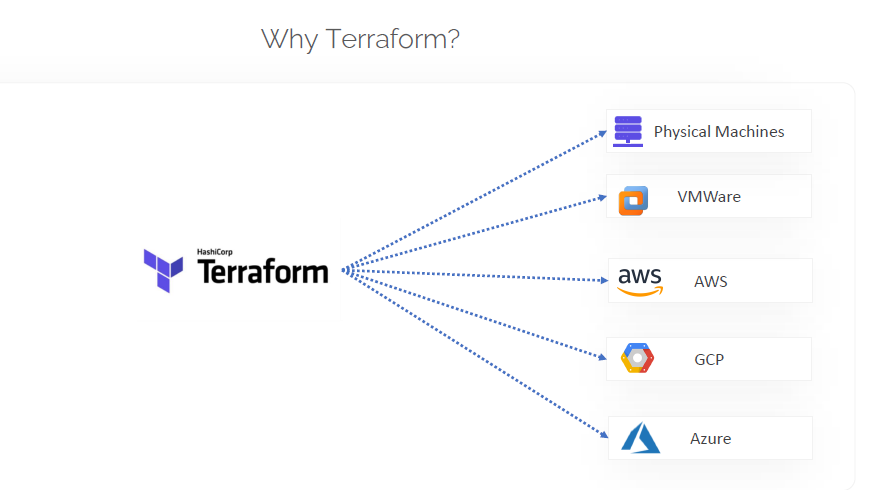 Why Terraform?
HashiCorp
Terraform
Physical Machines
VMWare
aws
AWS
GCP
Azure